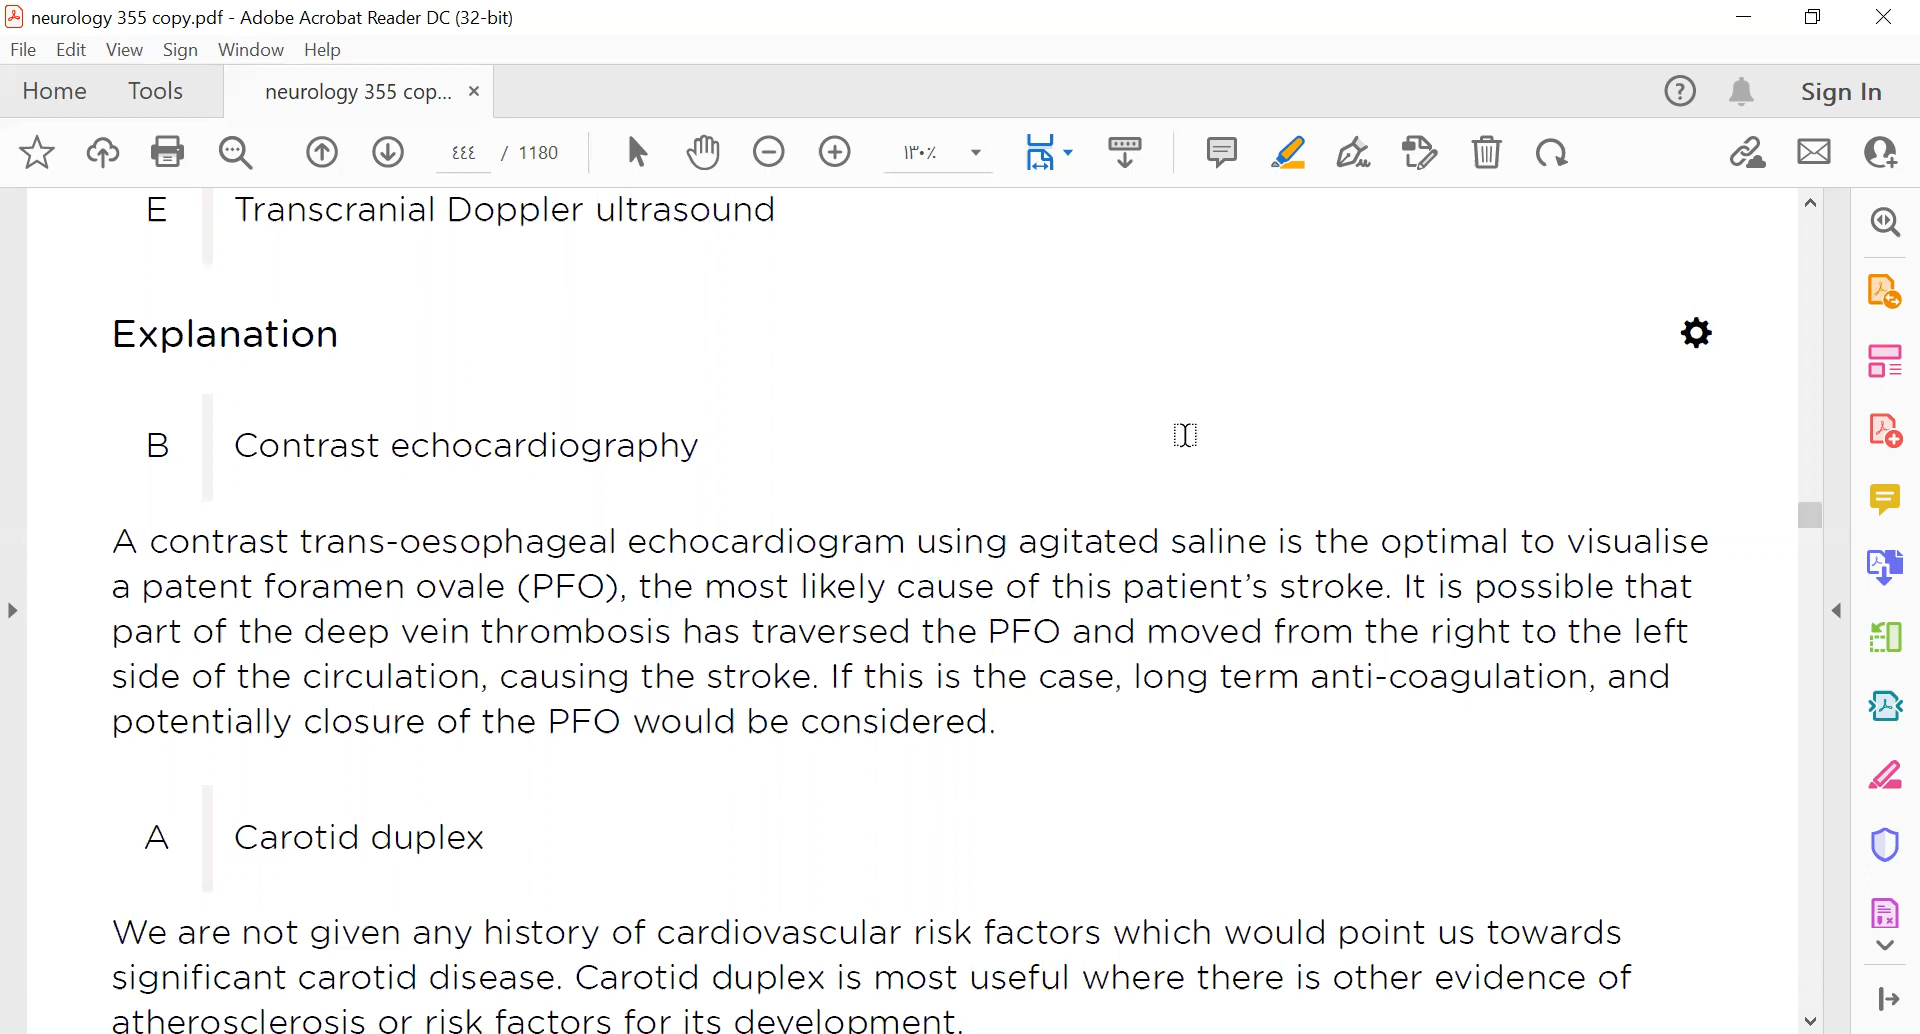 neurology 355 copy.pdf - Adobe Acrobat Reader DC (32-bit)
File Edit View Sign Window Help
Home Tools neurology 355 cop... × Sign In
٤٤٤ / 1180 ١٣٠٪
E Transcranial Doppler ultrasound
Explanation
B Contrast echocardiography
A contrast trans-oesophageal echocardiogram using agitated saline is the optimal to visualise
a patent foramen ovale (PFO), the most likely cause of this patient’s stroke. It is possible that
part of the deep vein thrombosis has traversed the PFO and moved from the right to the left
side of the circulation, causing the stroke. If this is the case, long term anti-coagulation, and
potentially closure of the PFO would be considered.
A Carotid duplex
We are not given any history of cardiovascular risk factors which would point us towards
significant carotid disease. Carotid duplex is most useful where there is other evidence of
atherosclerosis or risk factors for its development.